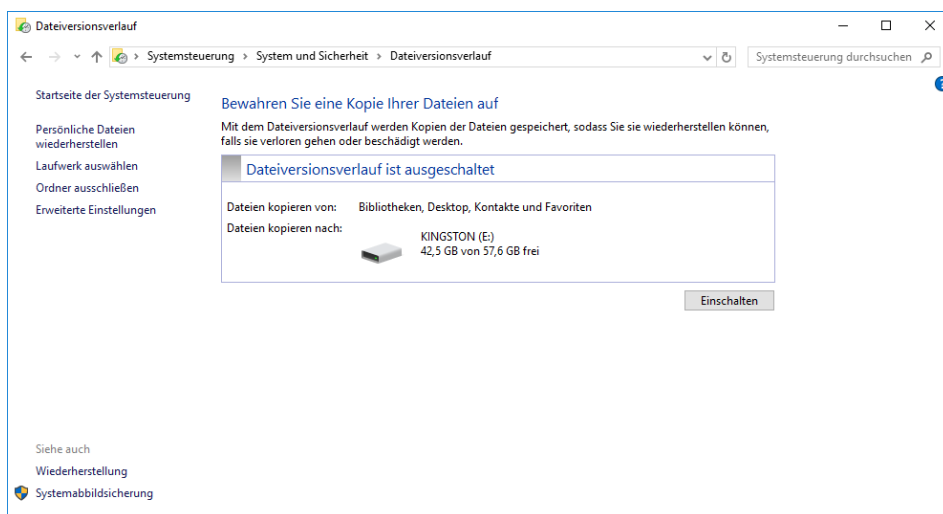 Dateiversionsverlauf
Systemsteuerung > System und Sicherheit > Dateiversionsverlauf
Systemsteuerung durchsuchen
Startseite der Systemsteuerung
Persönliche Dateien
wiederherstellen
Laufwerk auswählen
Ordner ausschließen
Erweiterte Einstellungen
Bewahren Sie eine Kopie Ihrer Dateien auf
Mit dem Dateiversionsverlauf werden Kopien der Dateien gespeichert, sodass Sie sie wiederherstellen können,
falls sie verloren gehen oder beschädigt werden.
Dateiversionsverlauf ist ausgeschaltet
Dateien kopieren von: Bibliotheken, Desktop, Kontakte und Favoriten
Dateien kopieren nach:
KINGSTON (E:)
42,5 GB von 57,6 GB frei
Einschalten
Siehe auch
Wiederherstellung
Systemabbildsicherung